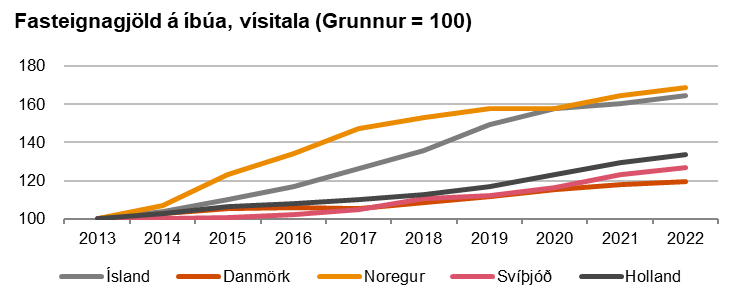 Fasteignagjöld á íbúa, vísitala (Grunnur = 100)
180
160
140
120
100
2013 2014 2015 2016 2017 2018 2019 2020 2021 2022
Ísland Danmörk Noregur Svíþjóð Holland